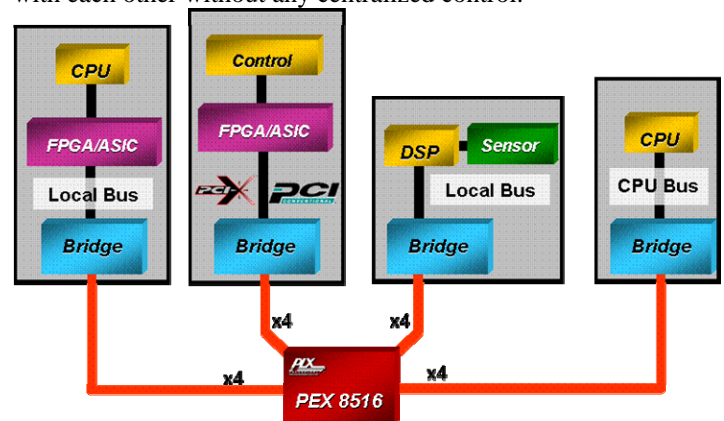 with each other without any centralized control.
CPU
FPGA/ASIC
Local Bus
Bridge
Control
FPGA/ASIC
PCI-X
PCI
CONVENTIONAL
Bridge
DSP
Sensor
Local Bus
Bridge
CPU
CPU Bus
Bridge
x4
x4
x4
x4
PLX
PEX 8516